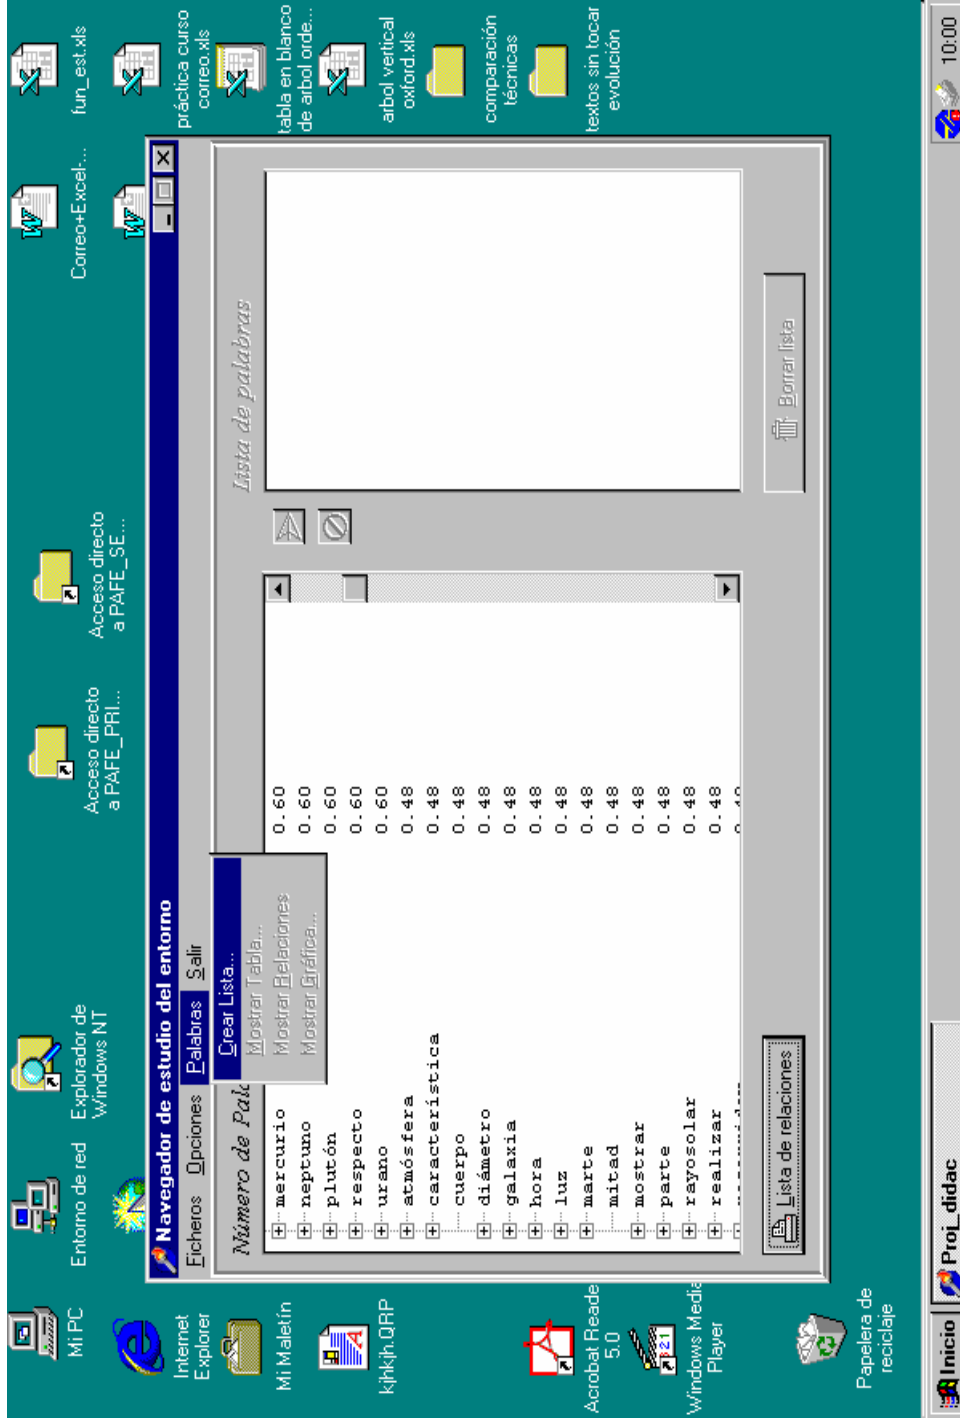 Mi PC
Entorno de red
Explorador de
Windows NT
Acceso directo
a PAFE_PRI...
Acceso directo
a PAFE_SE...
Correo+Excel-...
fun_est.xls
Internet
Explorer
práctica curso
correo.xls
Mi Maletín
tabla en blanco
de arbol orde...
kjhkjh.QRP
arbol vertical
oxford.xls
comparación
técnicas
Acrobat Reade
5.0
textos sin tocar
evolución
Windows Media
Player
Papelera de
reciclaje
Navegador de estudio del entorno
Ficheros Opciones Palabras Salir
Crear Lista...
Mostrar Tabla...
Mostrar Relaciones
Mostrar Gráfica...
Número de Pala
Lista de palabras
mercurio 0.60
neptuno 0.60
plutón 0.60
respecto 0.60
urano 0.60
atmósfera 0.48
característica 0.48
cuerpo 0.48
diámetro 0.48
galaxia 0.48
hora 0.48
luz 0.48
marte 0.48
mitad 0.48
mostrar 0.48
parte 0.48
rayosolar 0.48
realizar 0.48
Lista de relaciones
Borrar lista
Inicio
Proj_didac
10:00